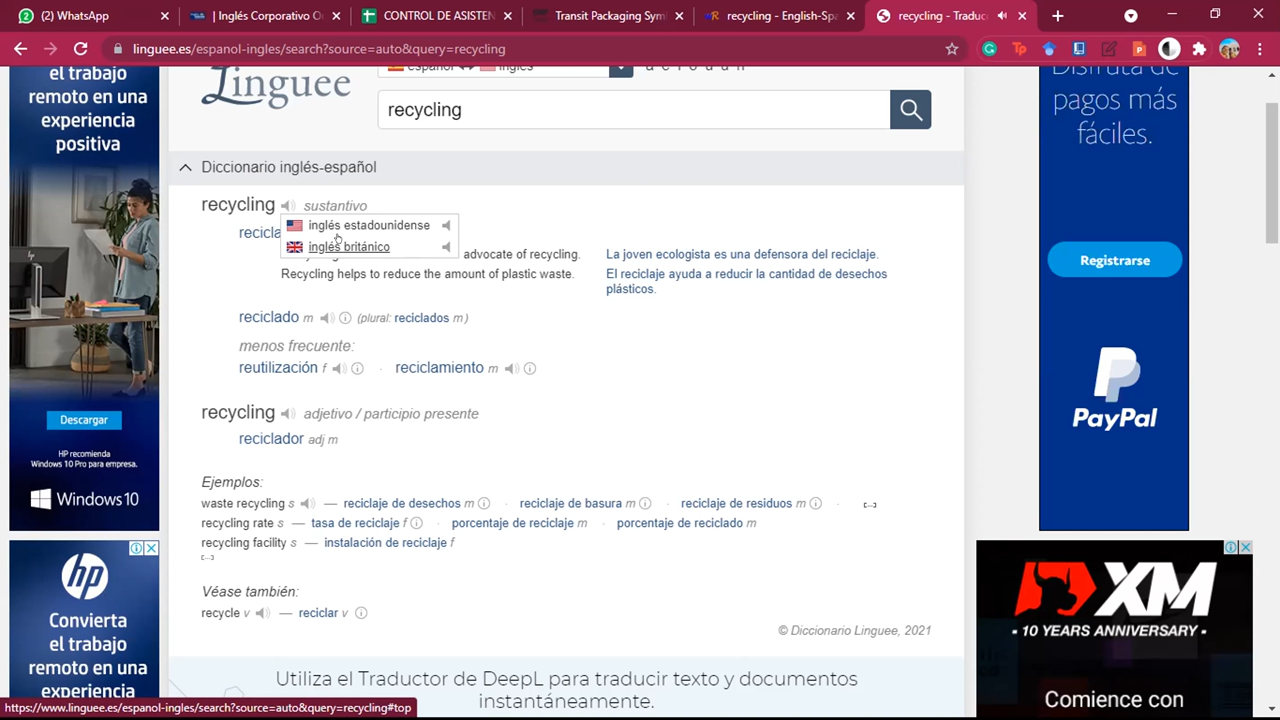 (2) WhatsApp
| Inglés Corporativo O
CONTROL DE ASISTEN
Transit Packaging Sym
recycling - English-Spa
recycling - Traduc
linguee.es/espanol-ingles/search?source=auto&query=recycling
el trabajo
remoto en una
experiencia
positiva
Descargar
HP recomienda
Windows 10 Pro para empresa.
Windows 10
hp
Convierta
el trabajo
remoto en una
experiencia
Linguee
español ↔ inglés
recycling
Diccionario inglés-español
recycling sustantivo
inglés estadounidense
inglés británico
recicla
advocate of recycling. La joven ecologista es una defensora del reciclaje.
Recycling helps to reduce the amount of plastic waste. El reciclaje ayuda a reducir la cantidad de desechos
plásticos.
reciclado m (plural: reciclados m)
menos frecuente:
reutilización f · reciclamiento m
recycling adjetivo / participio presente
reciclador adj m
Ejemplos:
waste recycling s — reciclaje de desechos m · reciclaje de basura m · reciclaje de residuos m · [...]
recycling rate s — tasa de reciclaje f · porcentaje de reciclaje m · porcentaje de reciclado m
recycling facility s — instalación de reciclaje f
[...]
Véase también:
recycle v — reciclar v
© Diccionario Linguee, 2021
Utiliza el Traductor de DeepL para traducir texto y documentos
instantáneamente.
Disfruta de
pagos más
fáciles.
Registrarse
PayPal
XM
- 10 YEARS ANNIVERSARY -
Comience con
https://www.linguee.es/espanol-ingles/search?source=auto&query=recycling#top